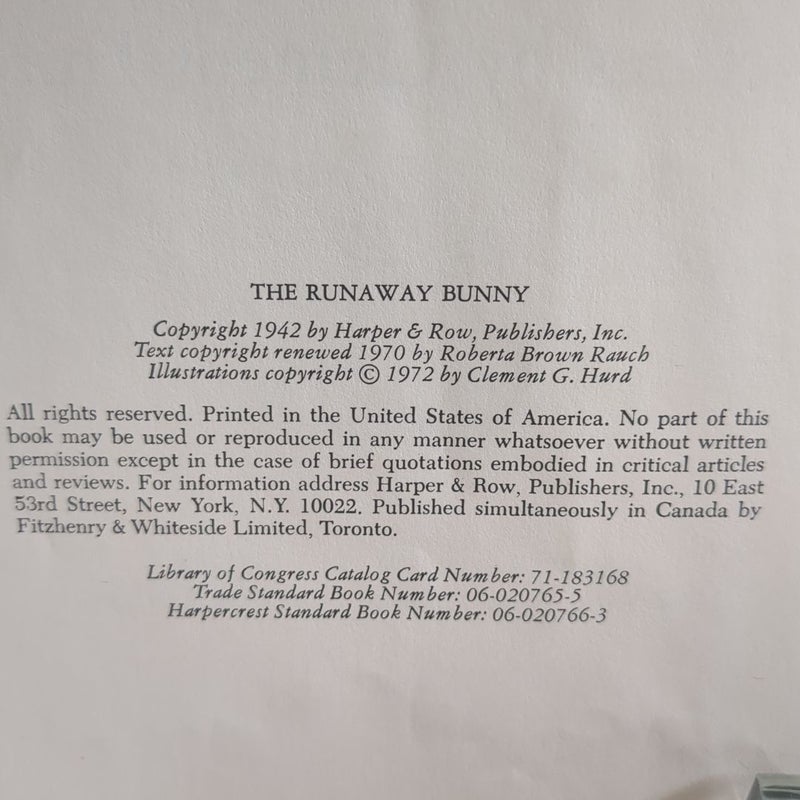 THE RUNAWAY BUNNY
Copyright 1942 by Harper & Row, Publishers, Inc.
Text copyright renewed 1970 by Roberta Brown Rauch
Illustrations copyright © 1972 by Clement G. Hurd
All rights reserved. Printed in the United States of America. No part of this
book may be used or reproduced in any manner whatsoever without written
permission except in the case of brief quotations embodied in critical articles
and reviews. For information address Harper & Row, Publishers, Inc., 10 East
53rd Street, New York, N.Y. 10022. Published simultaneously in Canada by
Fitzhenry & Whiteside Limited, Toronto.
Library of Congress Catalog Card Number: 71-183168
Trade Standard Book Number: 06-020765-5
Harpercrest Standard Book Number: 06-020766-3